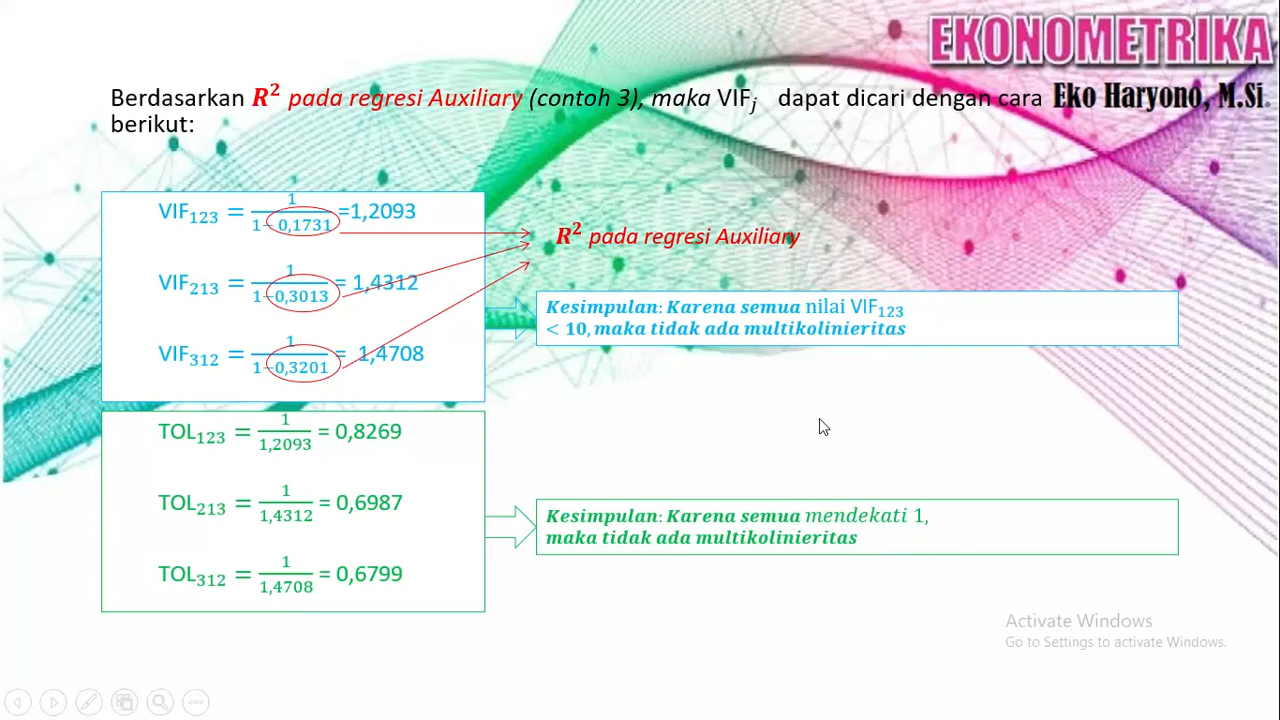 EKONOMETRIKA
Eko Haryono, M.Si
Berdasarkan R² pada regresi Auxiliary (contoh 3), maka VIFⱼ dapat dicari dengan cara
berikut:
VIF₁₂₃ = 1/(1−0,1731) =1,2093
R² pada regresi Auxiliary
VIF₂₁₃ = 1/(1−0,3013) = 1,4312
Kesimpulan: Karena semua nilai VIF₁₂₃
< 10, maka tidak ada multikolinieritas
VIF₃₁₂ = 1/(1−0,3201) = 1,4708
TOL₁₂₃ = 1/1,2093 = 0,8269
TOL₂₁₃ = 1/1,4312 = 0,6987
Kesimpulan: Karena semua mendekati 1,
maka tidak ada multikolinieritas
TOL₃₁₂ = 1/1,4708 = 0,6799
Activate Windows
Go to Settings to activate Windows.